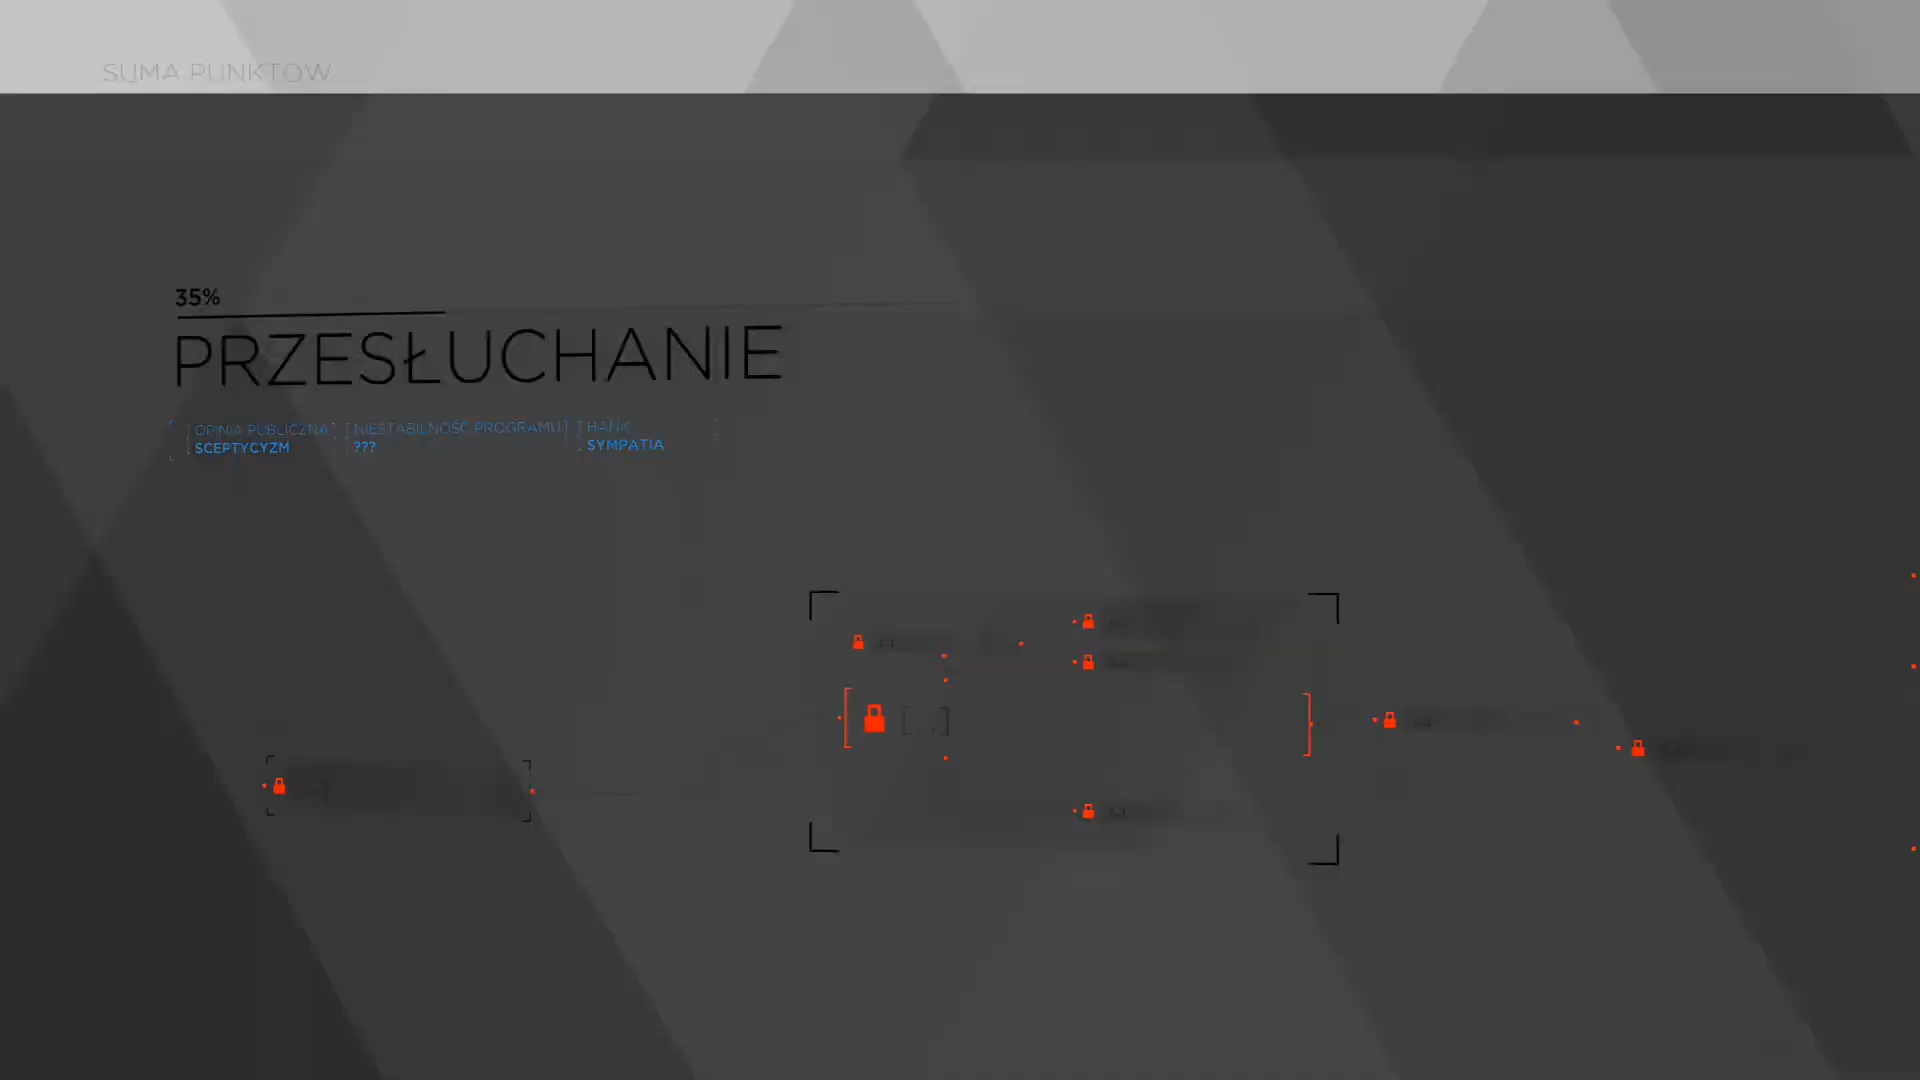 SUMA PUNKTÓW
35%
PRZESŁUCHANIE
OPINIA PUBLICZNA NIESTABILNOŚĆ PROGRAMU HANK
SCEPTYCYZM ??? SYMPATIA